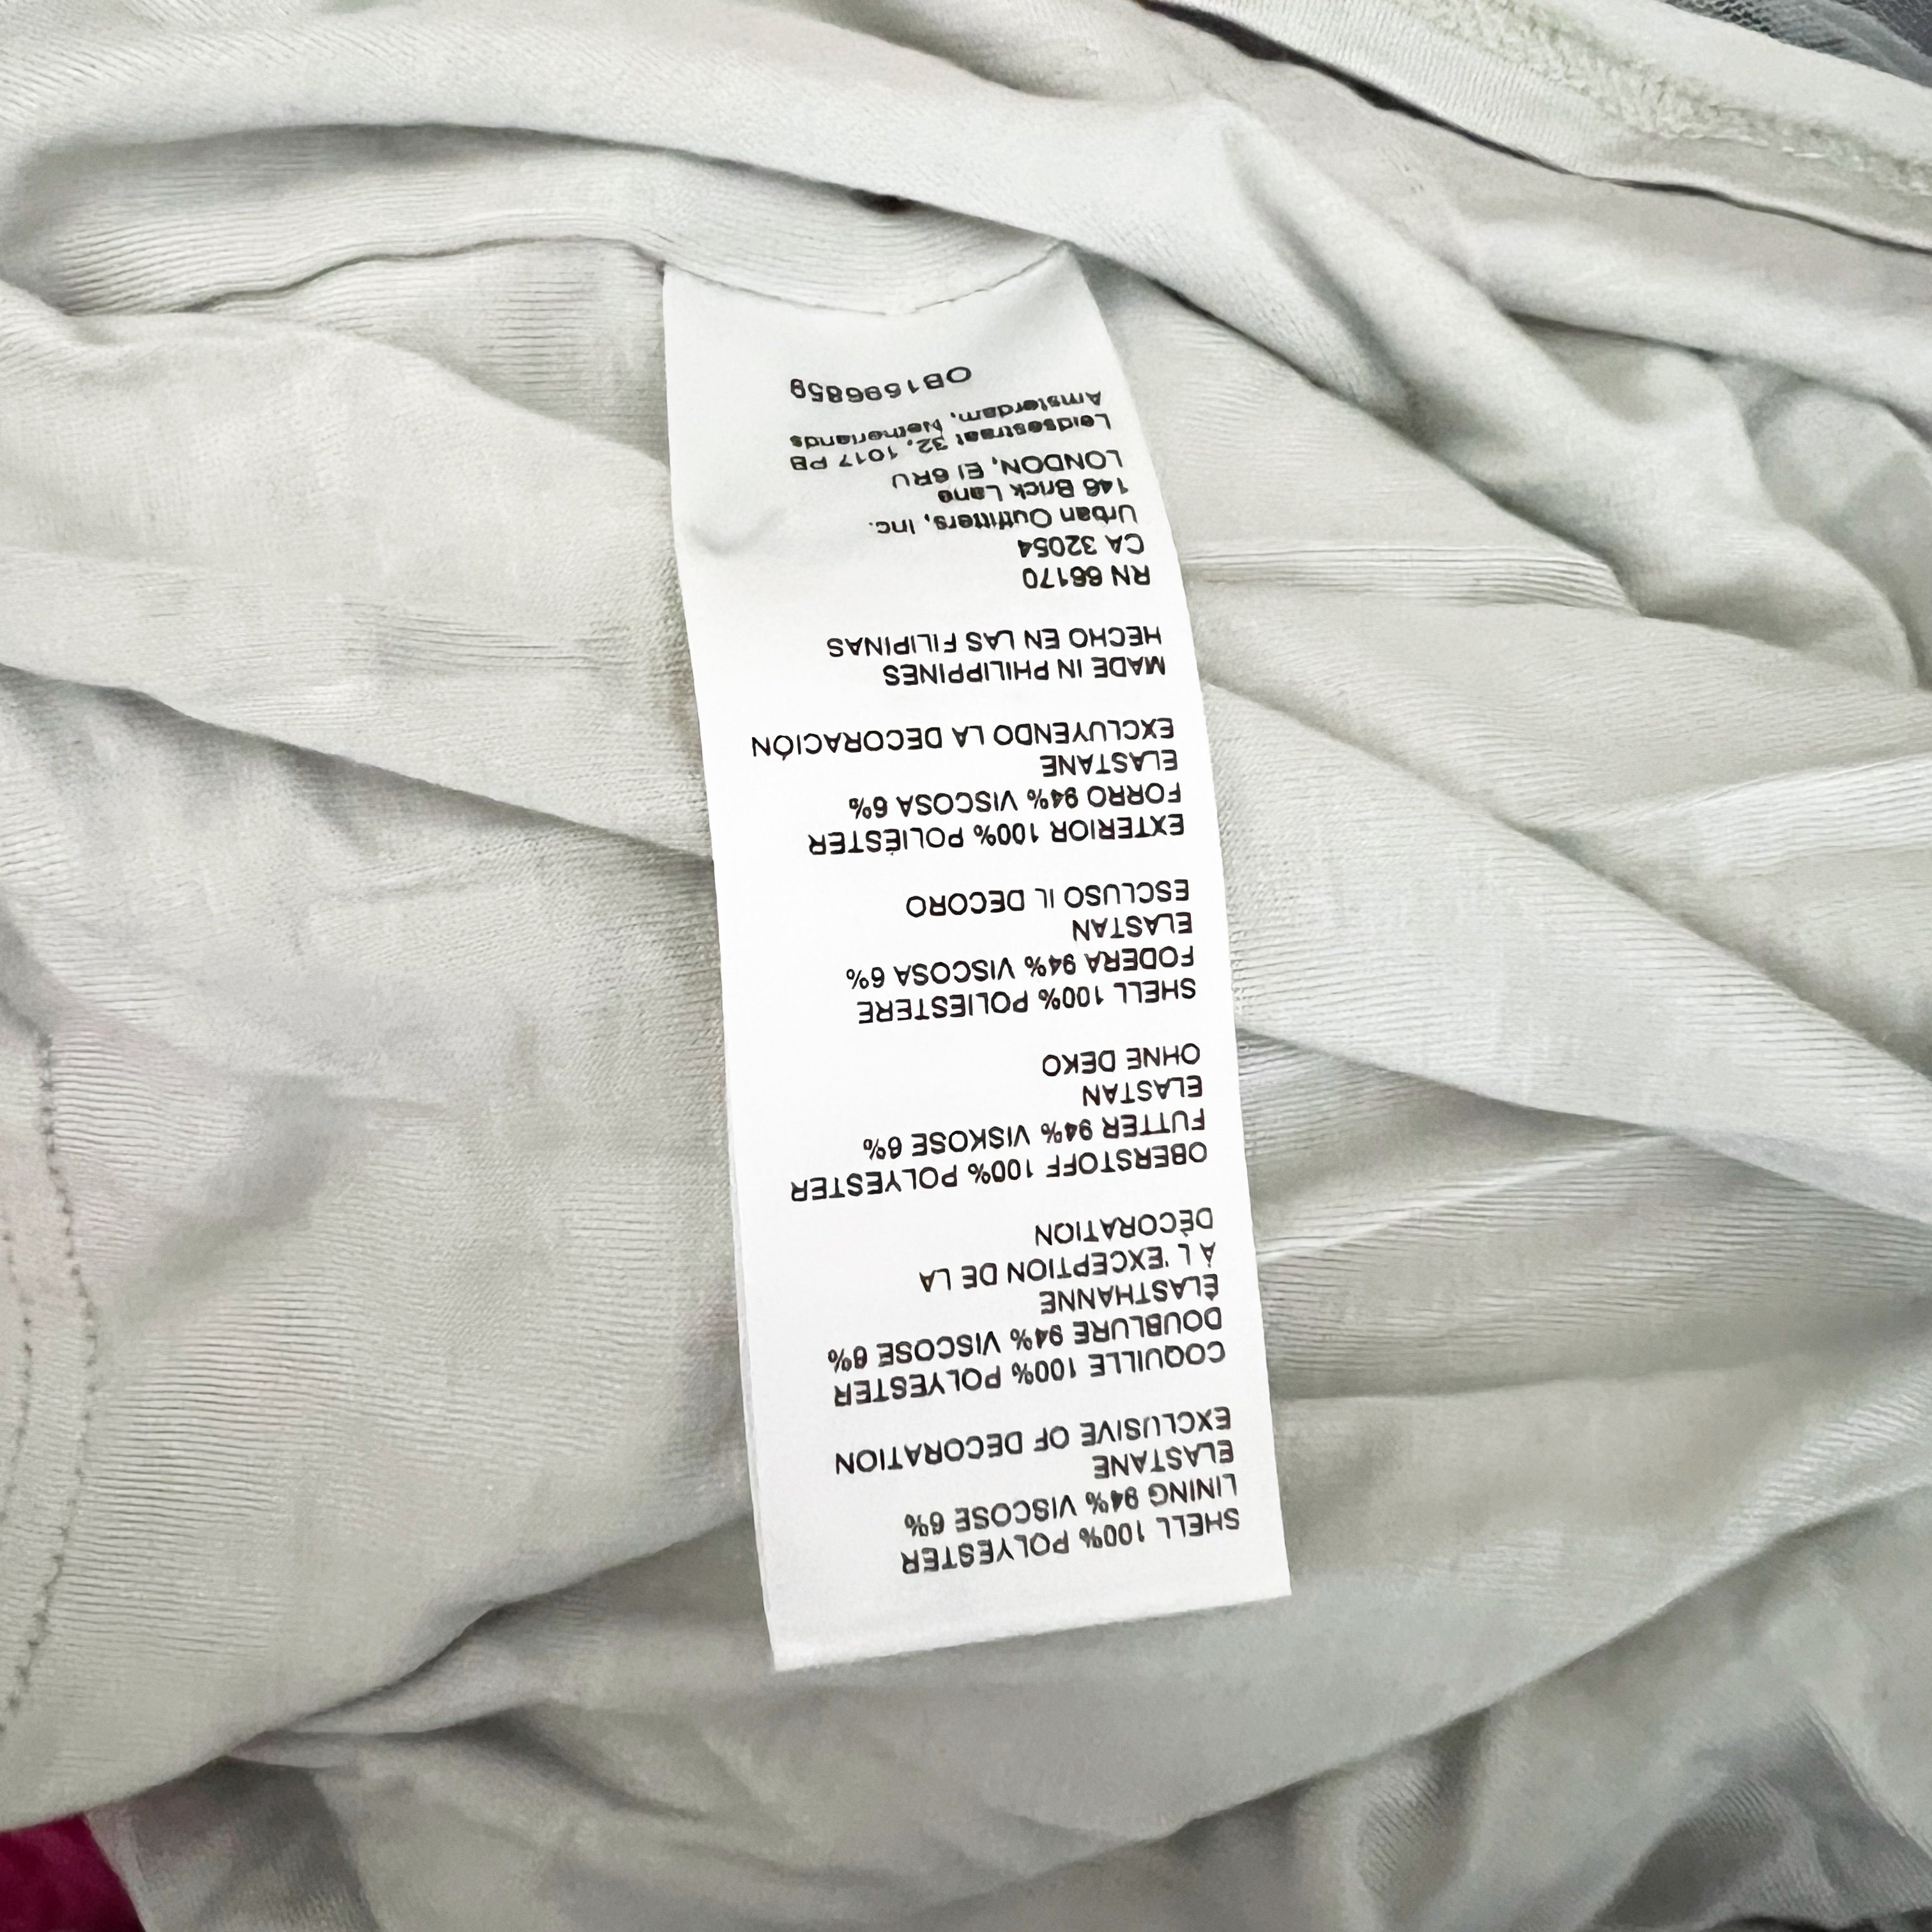 SHELL 100% POLYESTER
LINING 94% VISCOSE 6%
ELASTANE
EXCLUSIVE OF DECORATION
COQUILLE 100% POLYESTER
DOUBLURE 94% VISCOSE 6%
ÉLASTHANNE
À L'EXCEPTION DE LA
DÉCORATION
OBERSTOFF 100% POLYESTER
FUTTER 94% VISKOSE 6%
ELASTAN
OHNE DEKO
SHELL 100% POLIESTERE
FODERA 94% VISCOSA 6%
ELASTAN
ESCLUSO IL DECORO
EXTERIOR 100% POLIÉSTER
FORRO 94% VISCOSA 6%
ELASTANE
EXCLUYENDO LA DECORACIÓN
MADE IN PHILIPPINES
HECHO EN LAS FILIPINAS
RN 66170
CA 32054
Urban Outfitters, Inc.
146 Brick Lane
LONDON, EI 6RU
Leidsestraat 32, 1017 PB
Amsterdam, Netherlands